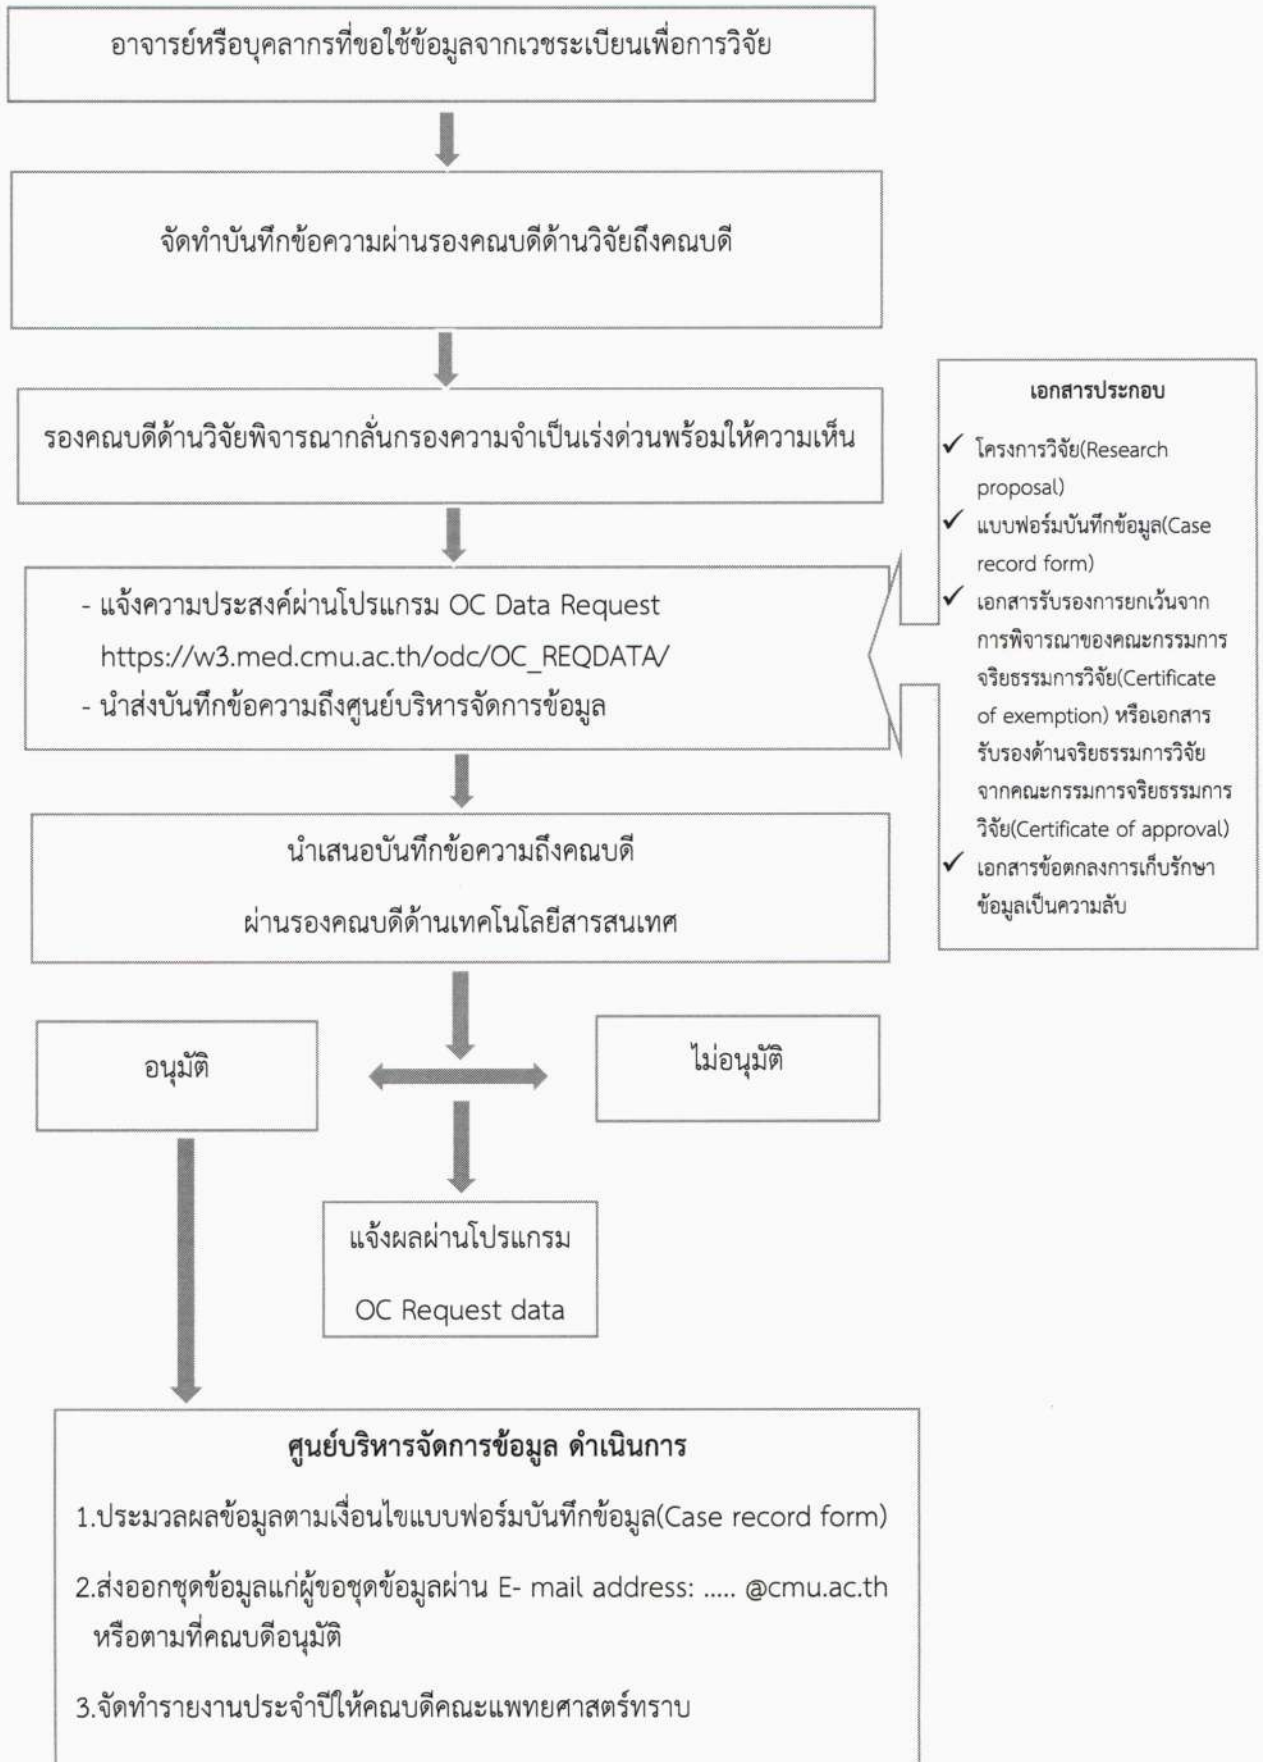 อาจารย์หรือบุคลากรที่ขอใช้ข้อมูลจากเวชระเบียนเพื่อการวิจัย
จัดทำบันทึกข้อความผ่านรองคณบดีด้านวิจัยถึงคณบดี
รองคณบดีด้านวิจัยพิจารณากลั่นกรองความจำเป็นเร่งด่วนพร้อมให้ความเห็น
- แจ้งความประสงค์ผ่านโปรแกรม OC Data Request
https://w3.med.cmu.ac.th/odc/OC_REQDATA/
- นำส่งบันทึกข้อความถึงศูนย์บริหารจัดการข้อมูล
เอกสารประกอบ
✓ โครงการวิจัย(Research
proposal)
✓ แบบฟอร์มบันทึกข้อมูล(Case
record form)
✓ เอกสารรับรองการยกเว้นจาก
การพิจารณาของคณะกรรมการ
จริยธรรมการวิจัย(Certificate
of exemption) หรือเอกสาร
รับรองด้านจริยธรรมการวิจัย
จากคณะกรรมการจริยธรรมการ
วิจัย(Certificate of approval)
✓ เอกสารข้อตกลงการเก็บรักษา
ข้อมูลเป็นความลับ
นำเสนอบันทึกข้อความถึงคณบดี
ผ่านรองคณบดีด้านเทคโนโลยีสารสนเทศ
อนุมัติ
ไม่อนุมัติ
แจ้งผลผ่านโปรแกรม
OC Request data
ศูนย์บริหารจัดการข้อมูล ดำเนินการ
1.ประมวลผลข้อมูลตามเงื่อนไขแบบฟอร์มบันทึกข้อมูล(Case record form)
2.ส่งออกชุดข้อมูลแก่ผู้ขอชุดข้อมูลผ่าน E- mail address: ..... @cmu.ac.th
หรือตามที่คณบดีอนุมัติ
3.จัดทำรายงานประจำปีให้คณบดีคณะแพทยศาสตร์ทราบ